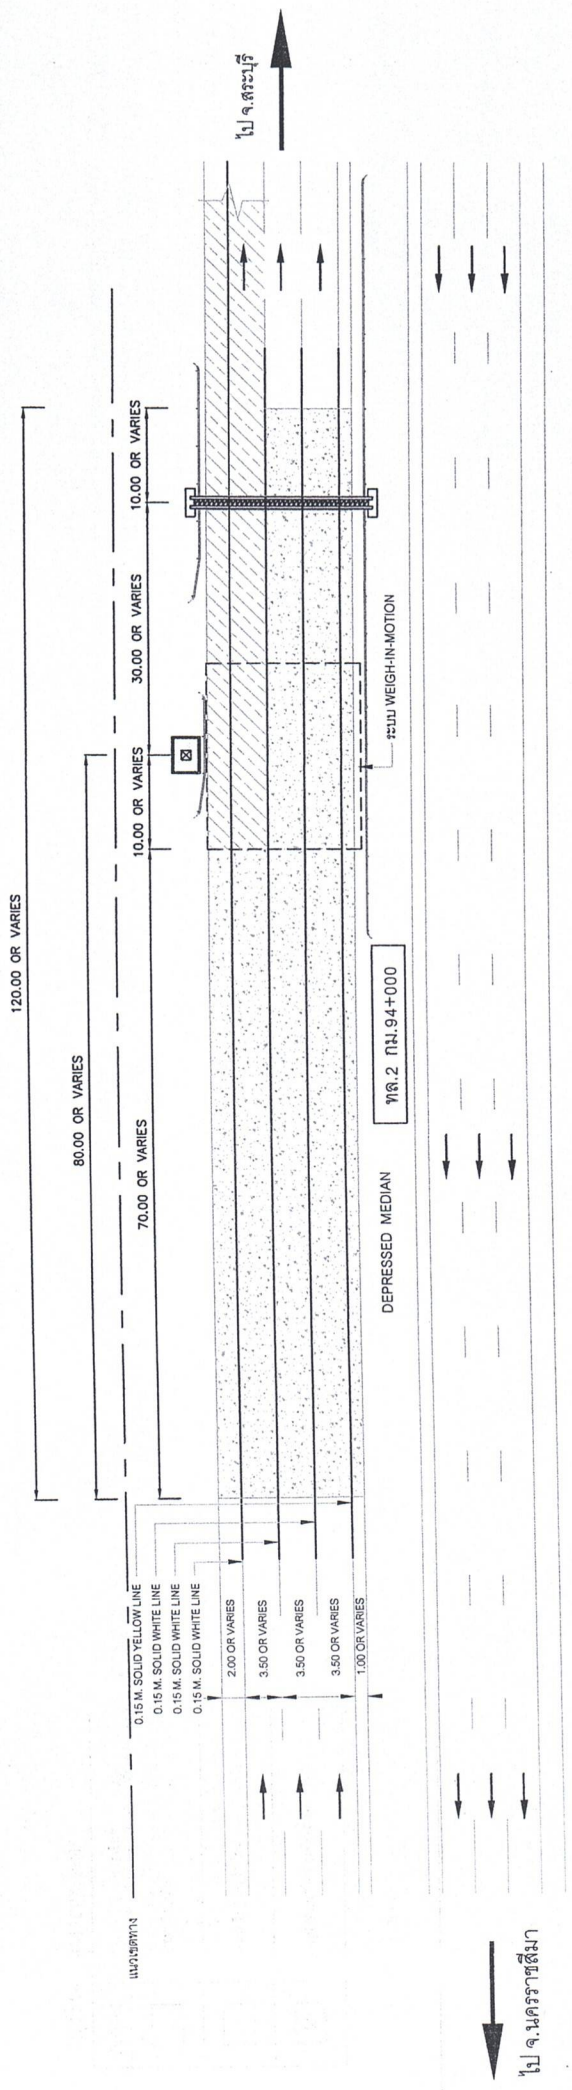 ไป จ.สระบุรี
120.00 OR VARIES
80.00 OR VARIES
70.00 OR VARIES
10.00 OR VARIES
30.00 OR VARIES
10.00 OR VARIES
แนวเขตทาง
0.15 M. SOLID YELLOW LINE
0.15 M. SOLID WHITE LINE
0.15 M. SOLID WHITE LINE
0.15 M. SOLID WHITE LINE
2.00 OR VARIES
3.50 OR VARIES
3.50 OR VARIES
3.50 OR VARIES
1.00 OR VARIES
ระบบ WEIGH-IN-MOTION
ทล.2 กม.94+000
DEPRESSED MEDIAN
ไป จ.นครราชสีมา